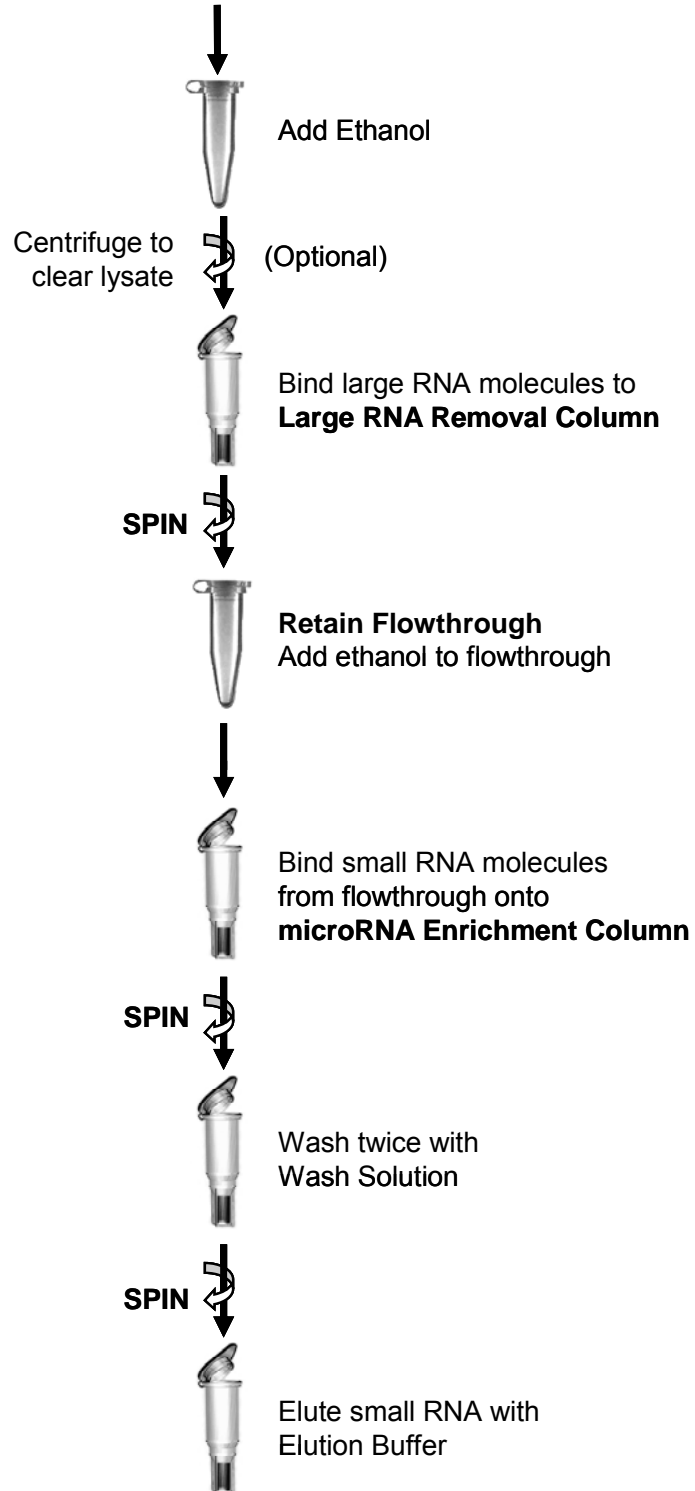 Add Ethanol
Centrifuge to
clear lysate
(Optional)
Bind large RNA molecules to
Large RNA Removal Column
SPIN
Retain Flowthrough
Add ethanol to flowthrough
Bind small RNA molecules
from flowthrough onto
microRNA Enrichment Column
SPIN
Wash twice with
Wash Solution
SPIN
Elute small RNA with
Elution Buffer